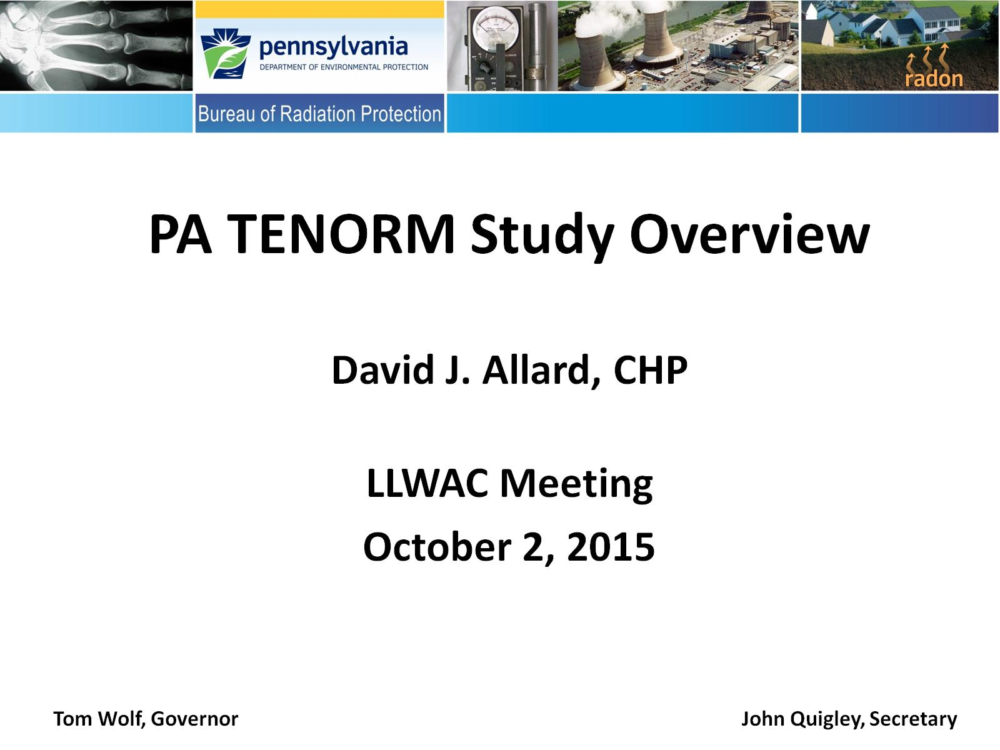 pennsylvania
DEPARTMENT OF ENVIRONMENTAL PROTECTION
radon
Bureau of Radiation Protection
PA TENORM Study Overview
David J. Allard, CHP
LLWAC Meeting
October 2, 2015
Tom Wolf, Governor
John Quigley, Secretary